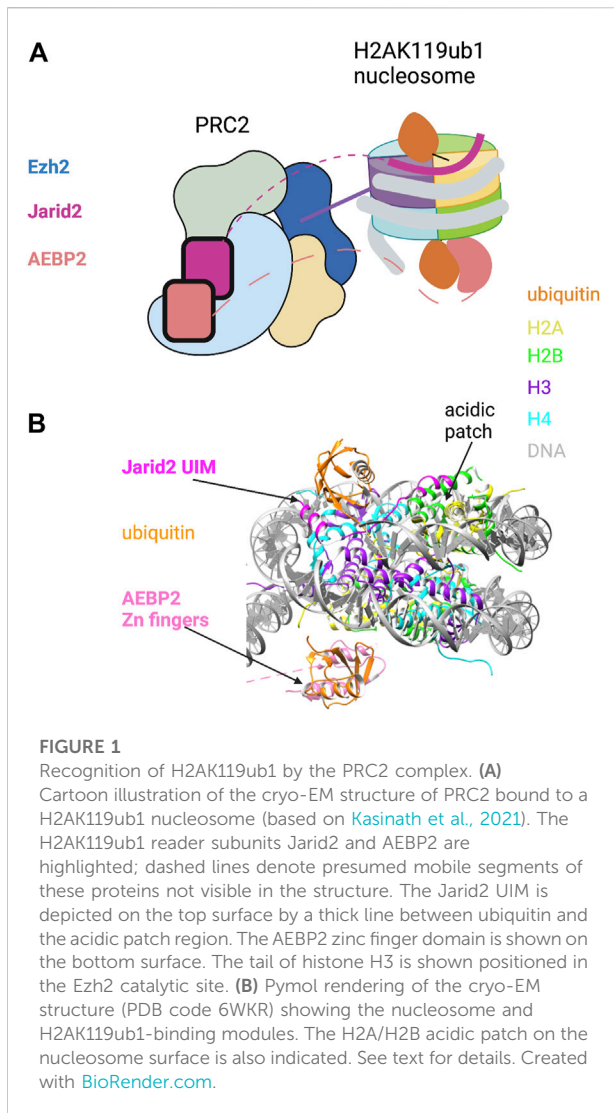 A
H2AK119ub1
nucleosome
PRC2
Ezh2
Jarid2
AEBP2
ubiquitin
H2A
H2B
H3
H4
DNA
B
acidic
patch
Jarid2 UIM
ubiquitin
AEBP2
Zn fingers
FIGURE 1
Recognition of H2AK119ub1 by the PRC2 complex. (A)
Cartoon illustration of the cryo-EM structure of PRC2 bound to a
H2AK119ub1 nucleosome (based on Kasinath et al., 2021). The
H2AK119ub1 reader subunits Jarid2 and AEBP2 are
highlighted; dashed lines denote presumed mobile segments of
these proteins not visible in the structure. The Jarid2 UIM is
depicted on the top surface by a thick line between ubiquitin and
the acidic patch region. The AEBP2 zinc finger domain is shown on
the bottom surface. The tail of histone H3 is shown positioned in
the Ezh2 catalytic site. (B) Pymol rendering of the cryo-EM
structure (PDB code 6WKR) showing the nucleosome and
H2AK119ub1-binding modules. The H2A/H2B acidic patch on the
nucleosome surface is also indicated. See text for details. Created
with BioRender.com.